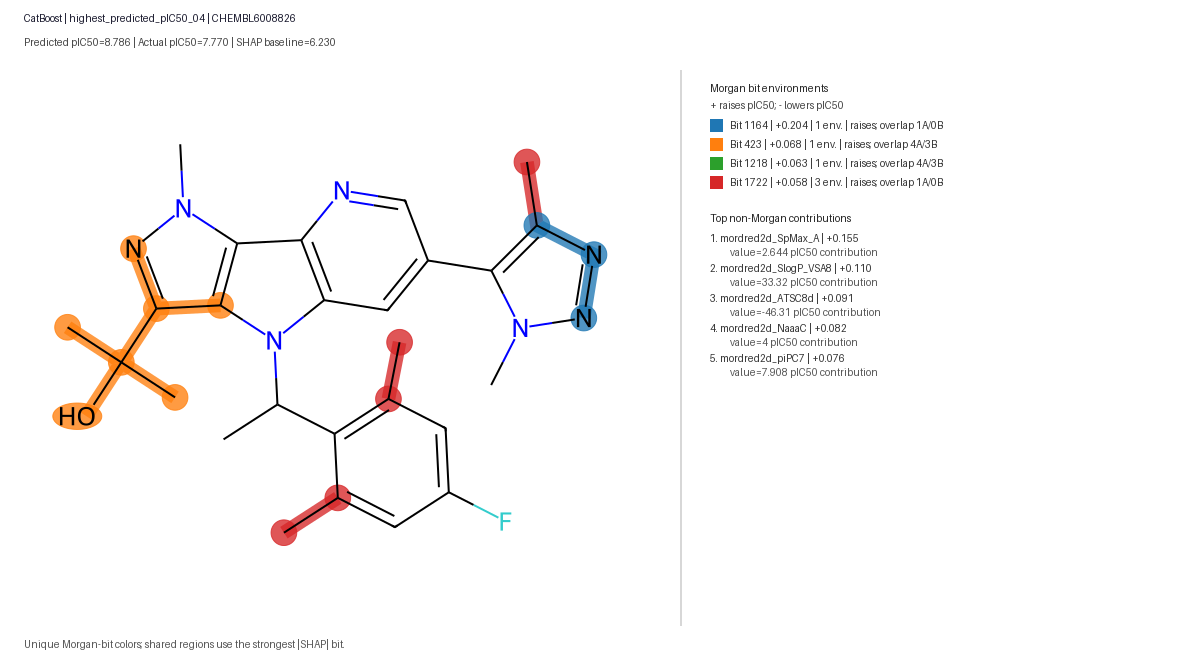 CatBoost | highest_predicted_pIC50_04 | CHEMBL6008826
Predicted pIC50=8.786 | Actual pIC50=7.770 | SHAP baseline=6.230
Morgan bit environments
+ raises pIC50; - lowers pIC50
Bit 1164 | +0.204 | 1 env. | raises; overlap 1A/0B
Bit 423 | +0.068 | 1 env. | raises; overlap 4A/3B
Bit 1218 | +0.063 | 1 env. | raises; overlap 4A/3B
Bit 1722 | +0.058 | 3 env. | raises; overlap 1A/0B
Top non-Morgan contributions
1. mordred2d_SpMax_A | +0.155
value=2.644 pIC50 contribution
2. mordred2d_SlogP_VSA8 | +0.110
value=33.32 pIC50 contribution
3. mordred2d_ATSC8d | +0.091
value=-46.31 pIC50 contribution
4. mordred2d_NaaaC | +0.082
value=4 pIC50 contribution
5. mordred2d_piPC7 | +0.076
value=7.908 pIC50 contribution
N
N
N
N
N
N
N
N
HO
F
Unique Morgan-bit colors; shared regions use the strongest |SHAP| bit.